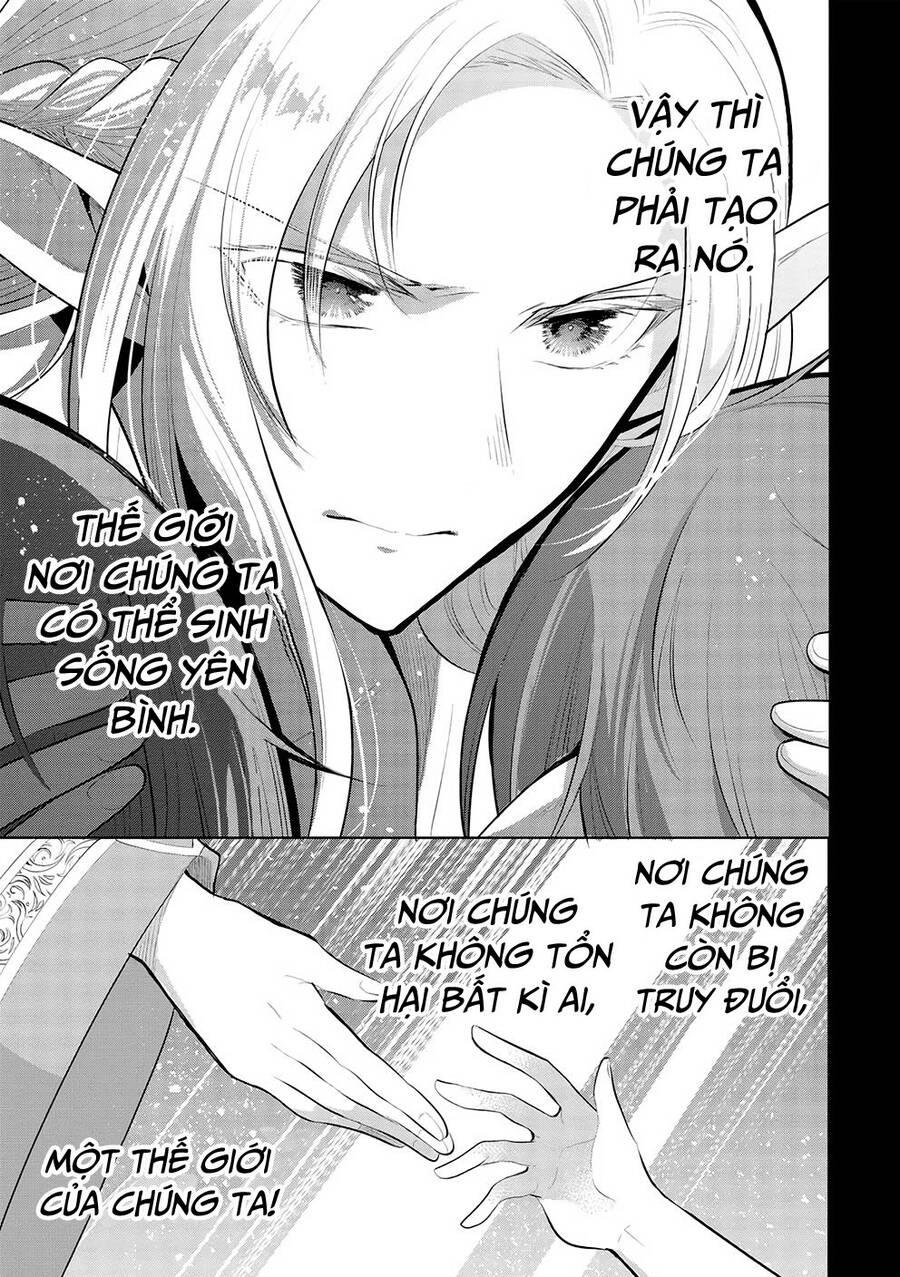 VẬY THÌ
CHÚNG TA
PHẢI TẠO
RA NÓ.
THẾ GIỚI
NƠI CHÚNG TA
CÓ THỂ SINH
SỐNG YÊN
BÌNH.
NƠI CHÚNG
TA KHÔNG
CÒN BỊ
TRUY ĐUỔI,
NƠI CHÚNG
TA KHÔNG TỔN
HẠI BẤT KÌ AI,
MỘT THẾ GIỚI
CỦA CHÚNG TA!